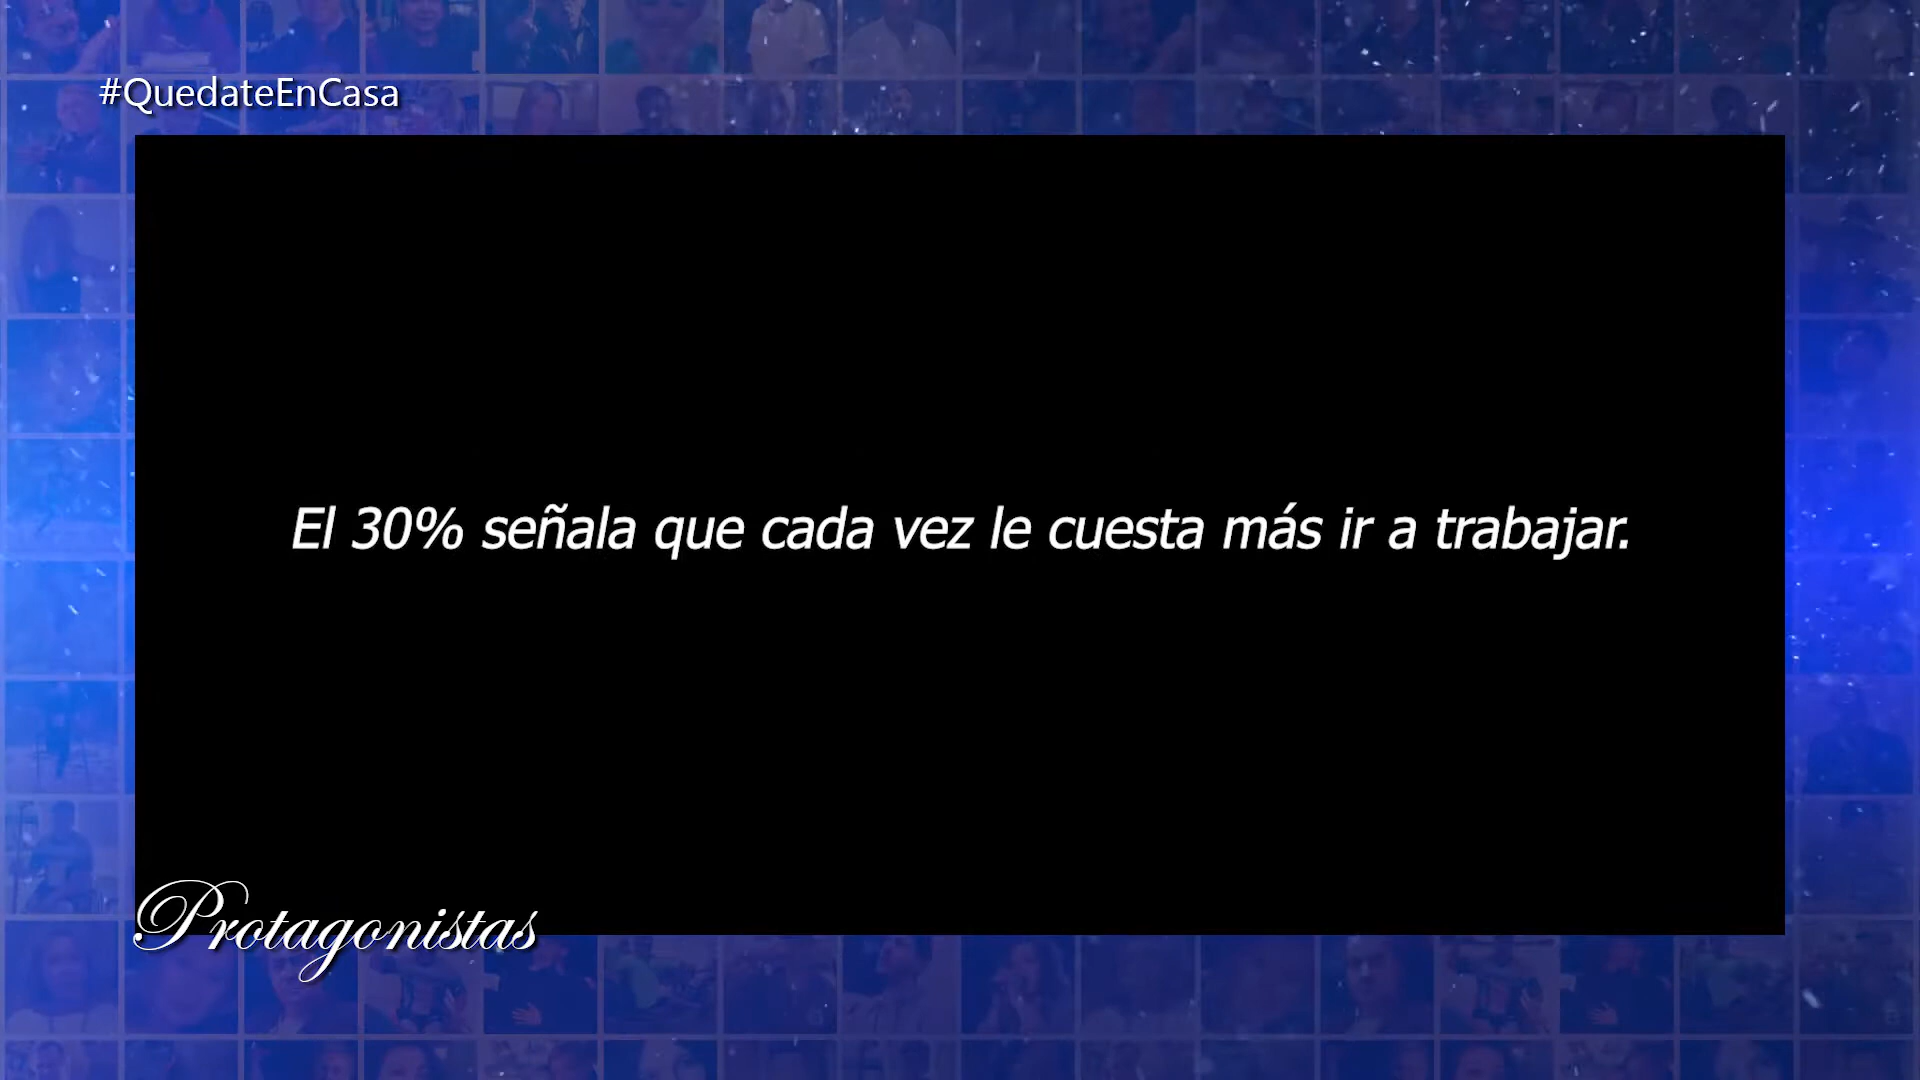 #QuedateEnCasa
El 30% señala que cada vez le cuesta más ir a trabajar.
Protagonistas